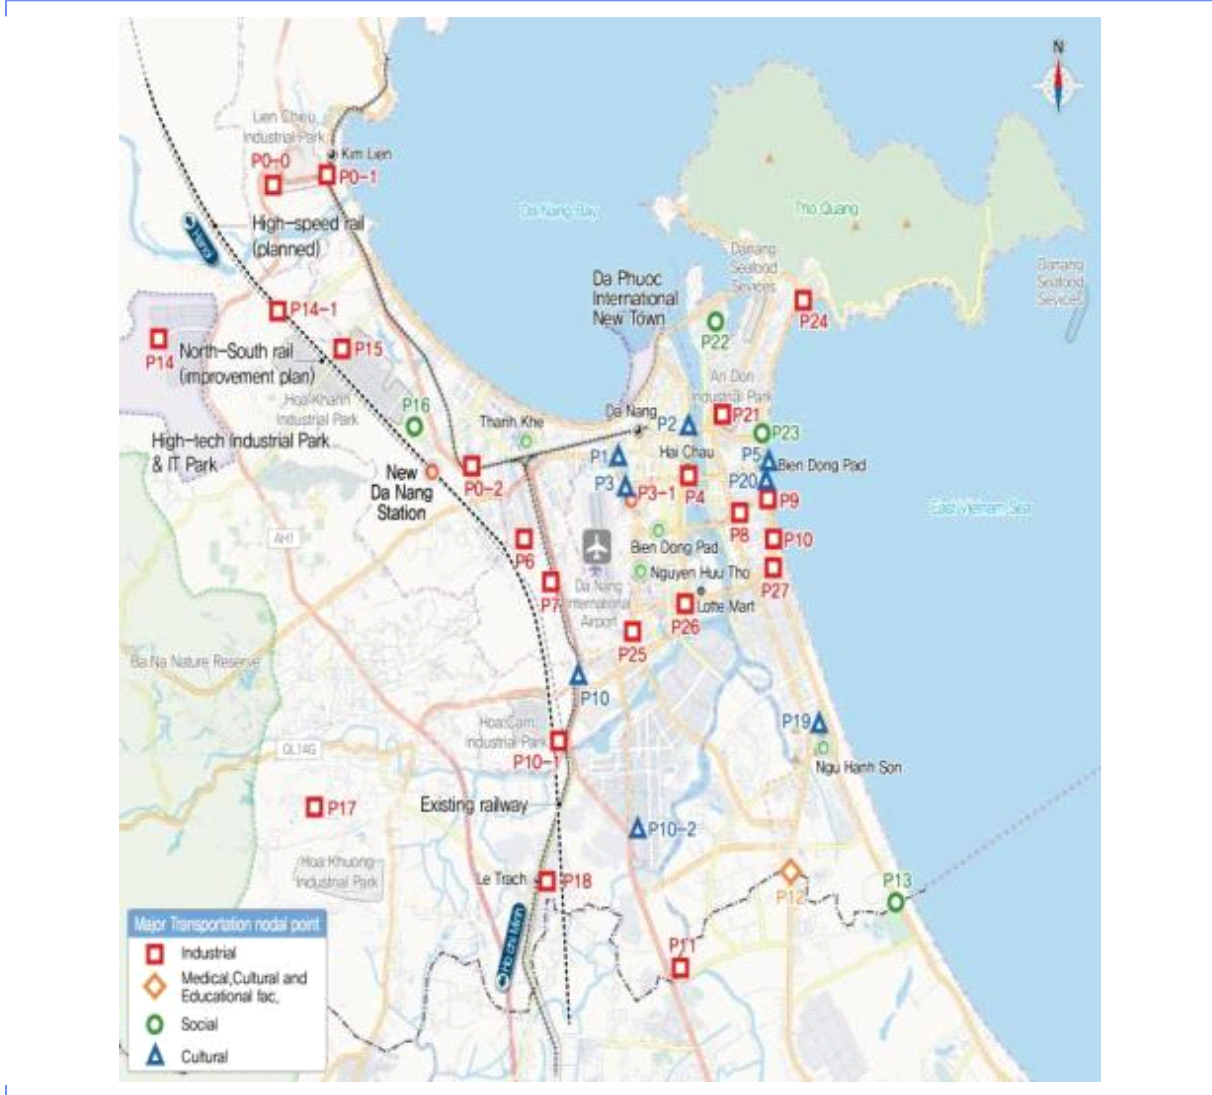 N
Lien Chieu
Industrial Park
Kim Lien
P0-0
P0-1
High-speed rail
(planned)
Hanoi
Da Nang Bay
Tho Quang
Danang
Seafood
Sevices
Danang
Seafood
Sevices
Da Phuoc
International
New Town
P14-1
P24
P22
P14
P15
North-South rail
(improvement plan)
Hoa Khanh
Industrial Park
P16
Thanh Khe
Da Nang
P2
An Don
Industrial Park
P21
P23
High-tech Industrial Park
& IT Park
New
Da Nang
Station
P0-2
P1
Hai Chau
P5
Bien Dong Pad
P3
P3-1
P4
P20
P9
East Vietnam Sea
AH1
P6
P8
P10
Bien Dong Pad
P7
Da Nang
International
Airport
Nguyen Huu Tho
P27
Lotte Mart
P26
P25
Ba Na Nature Reserve
P10
Hoa Cam
Industrial Park
P19
QL14G
P10-1
Ngu Hanh Son
P17
Existing railway
P10-2
Hoa Khuong
Industrial Park
Le Trach
P18
P12
P13
Ho chi Minh
P11
Major Transportation nodal point
Industrial
Medical,Cultural and
Educational fac,
Social
Cultural